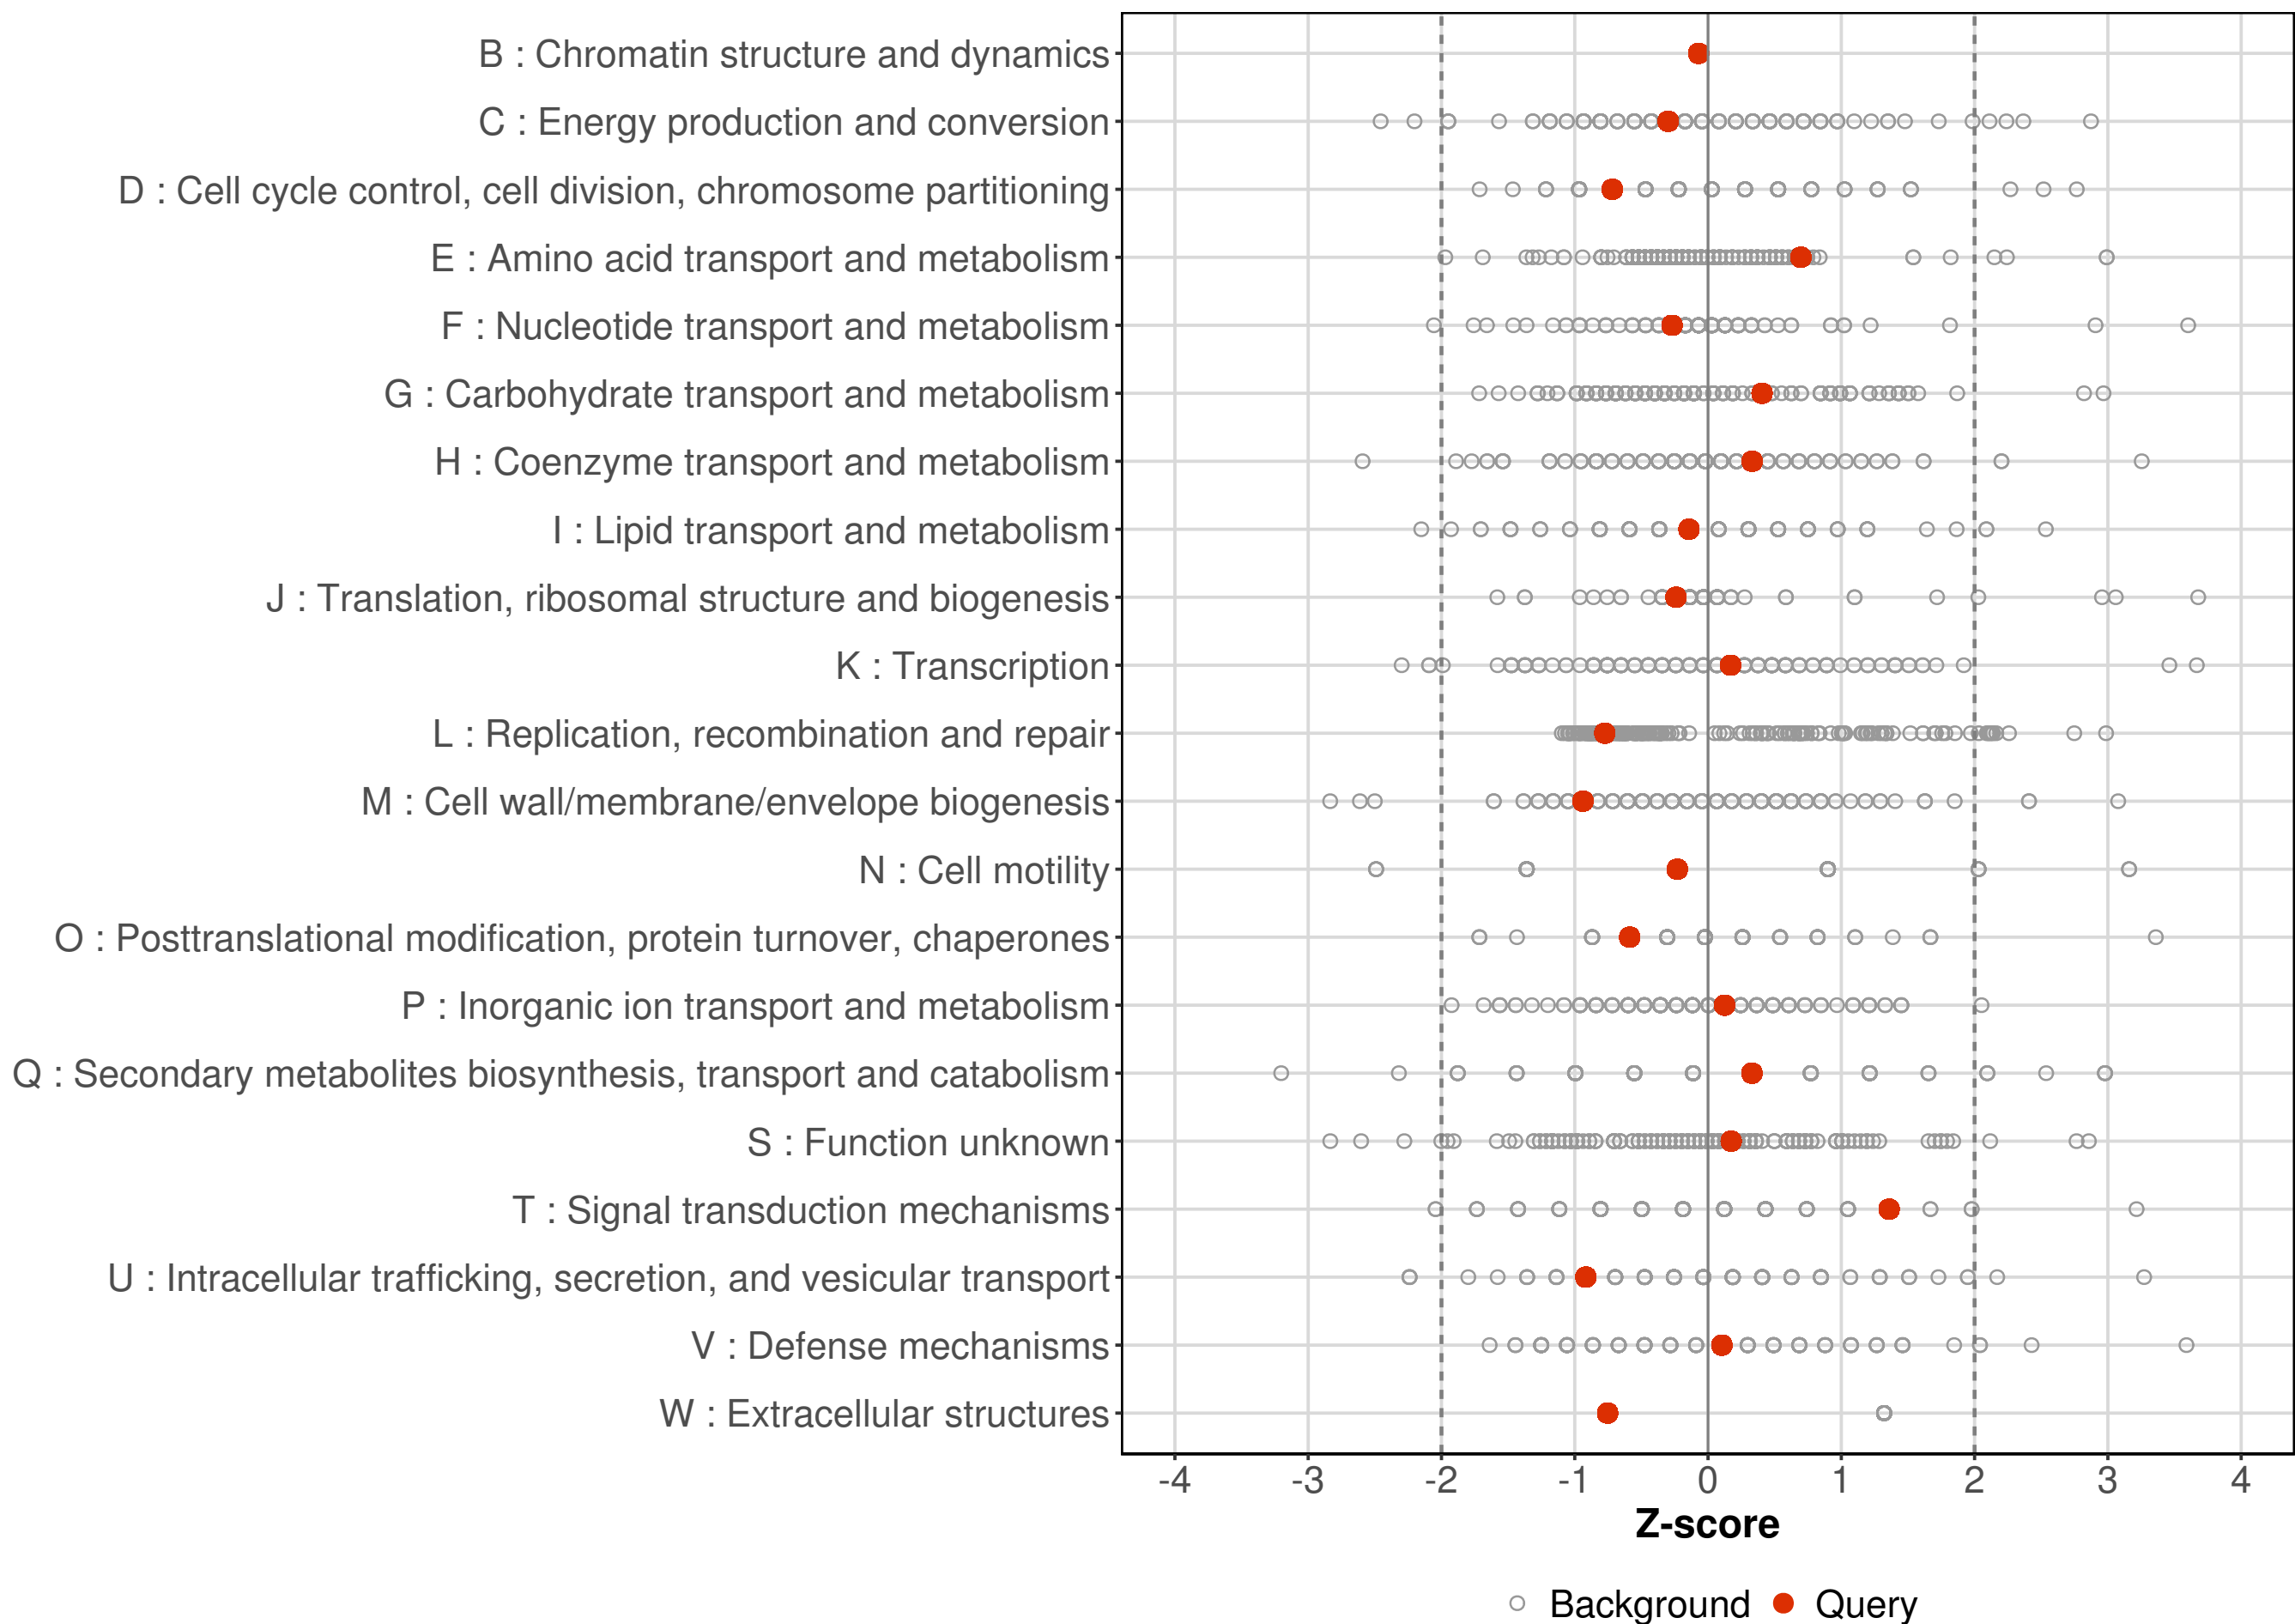 B : Chromatin structure and dynamics
C : Energy production and conversion
D : Cell cycle control, cell division, chromosome partitioning
E : Amino acid transport and metabolism
F : Nucleotide transport and metabolism
G : Carbohydrate transport and metabolism
H : Coenzyme transport and metabolism
I : Lipid transport and metabolism
J : Translation, ribosomal structure and biogenesis
K : Transcription
L : Replication, recombination and repair
M : Cell wall/membrane/envelope biogenesis
N : Cell motility
O : Posttranslational modification, protein turnover, chaperones
P : Inorganic ion transport and metabolism
Q : Secondary metabolites biosynthesis, transport and catabolism
S : Function unknown
T : Signal transduction mechanisms
U : Intracellular trafficking, secretion, and vesicular transport
V : Defense mechanisms
W : Extracellular structures
-4 -3 -2 -1 0 1 2 3 4
Z-score
Background Query